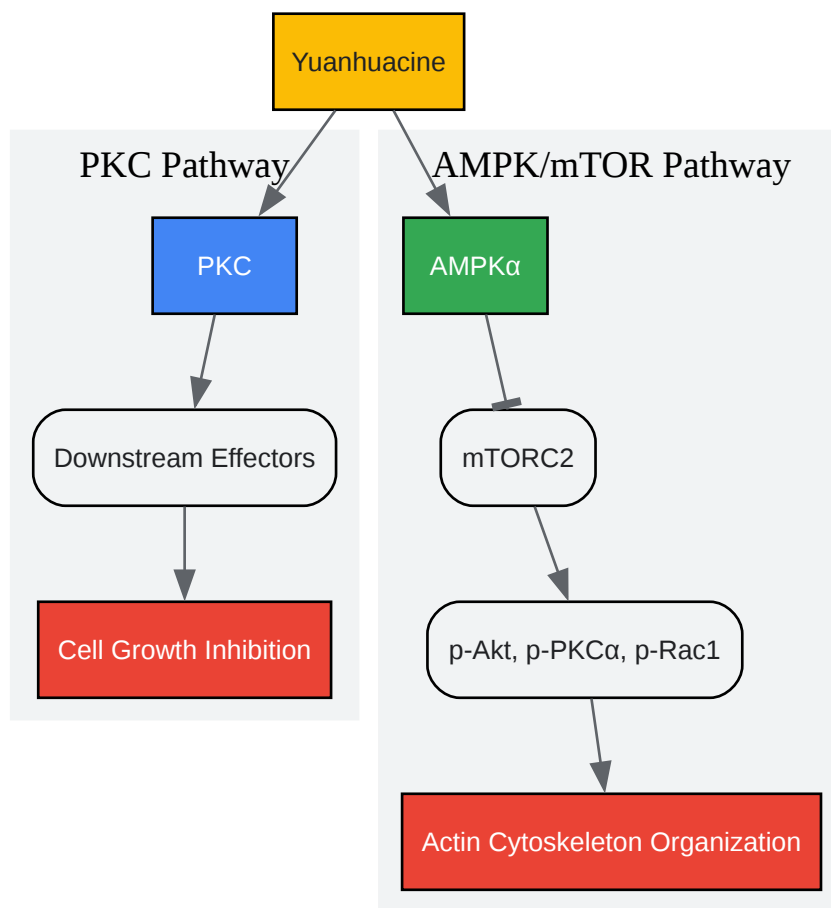 Yuanhuacine
PKC Pathway
AMPK/mTOR Pathway
PKC
AMPKα
Downstream Effectors
mTORC2
Cell Growth Inhibition
p-Akt, p-PKCα, p-Rac1
Actin Cytoskeleton Organization